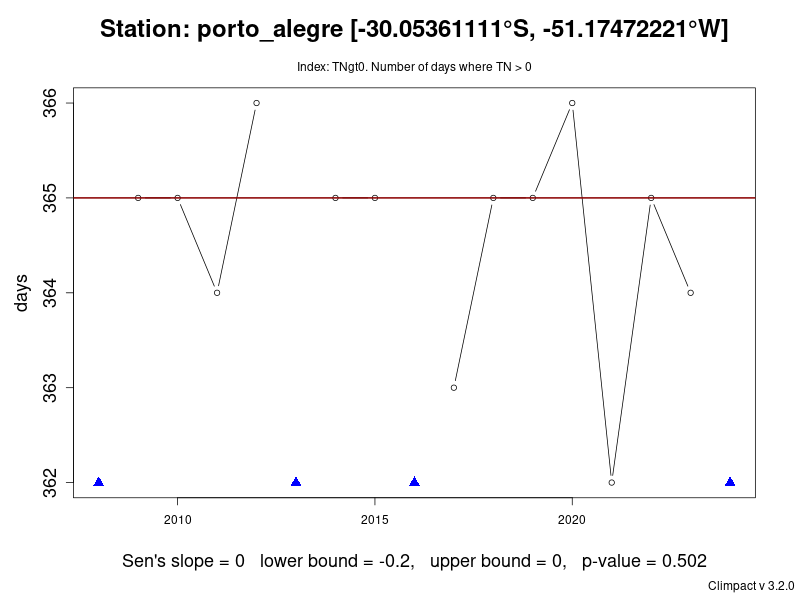 Station: porto_alegre [-30.05361111°S, -51.17472221°W]
Index: TNgt0. Number of days where TN > 0
366
365
364
363
362
days
2010 2015 2020
Sen's slope = 0 lower bound = -0.2, upper bound = 0, p-value = 0.502
Climpact v 3.2.0